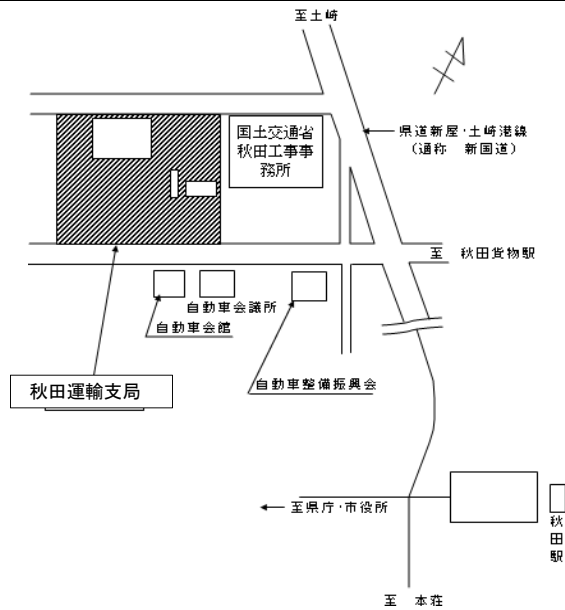 至土崎
国土交通省
秋田工事事
務所
県道新屋・土崎港線
(通称 新国道)
至 秋田貨物駅
自動車会議所
自動車会館
秋田運輸支局
自動車整備振興会
至県庁・市役所
秋
田
駅
至 本荘